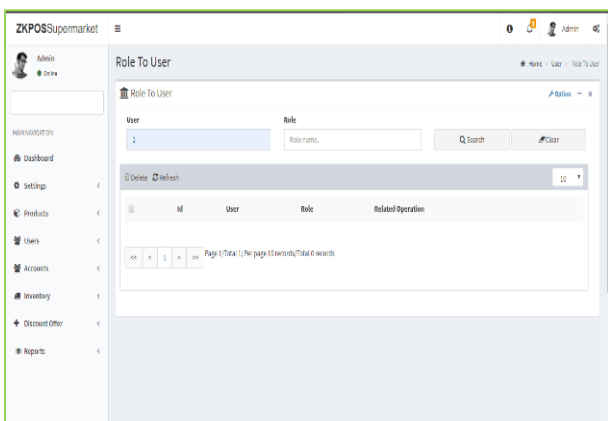 ZKPOSSupermarket
Admin
Admin
Online
Role To User
Home > User > Role To User
Role To User
Option
User
Role
1
Role name.
Search
Clear
MAIN NAVIGATION
Dashboard
Settings
Products
Users
Accounts
Inventory
Discount Offer
Reports
Delete Refresh
10
Id User Role Related Operation
<< < 1 > >> Page 1/Total 1; Per page 10 records/Total 0 records